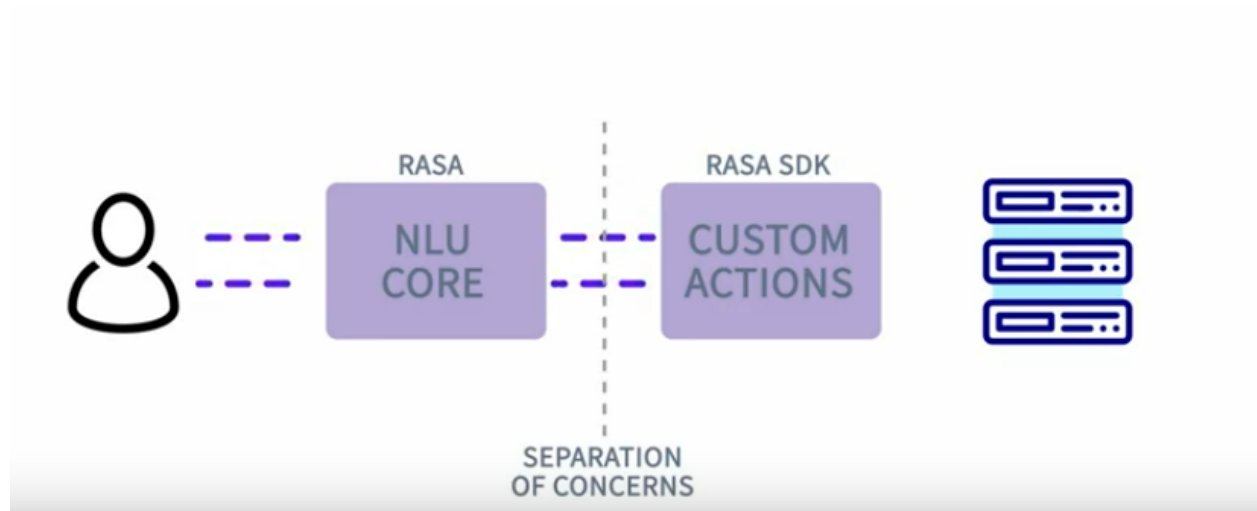 RASA
NLU
CORE
RASA SDK
CUSTOM
ACTIONS
SEPARATION
OF CONCERNS